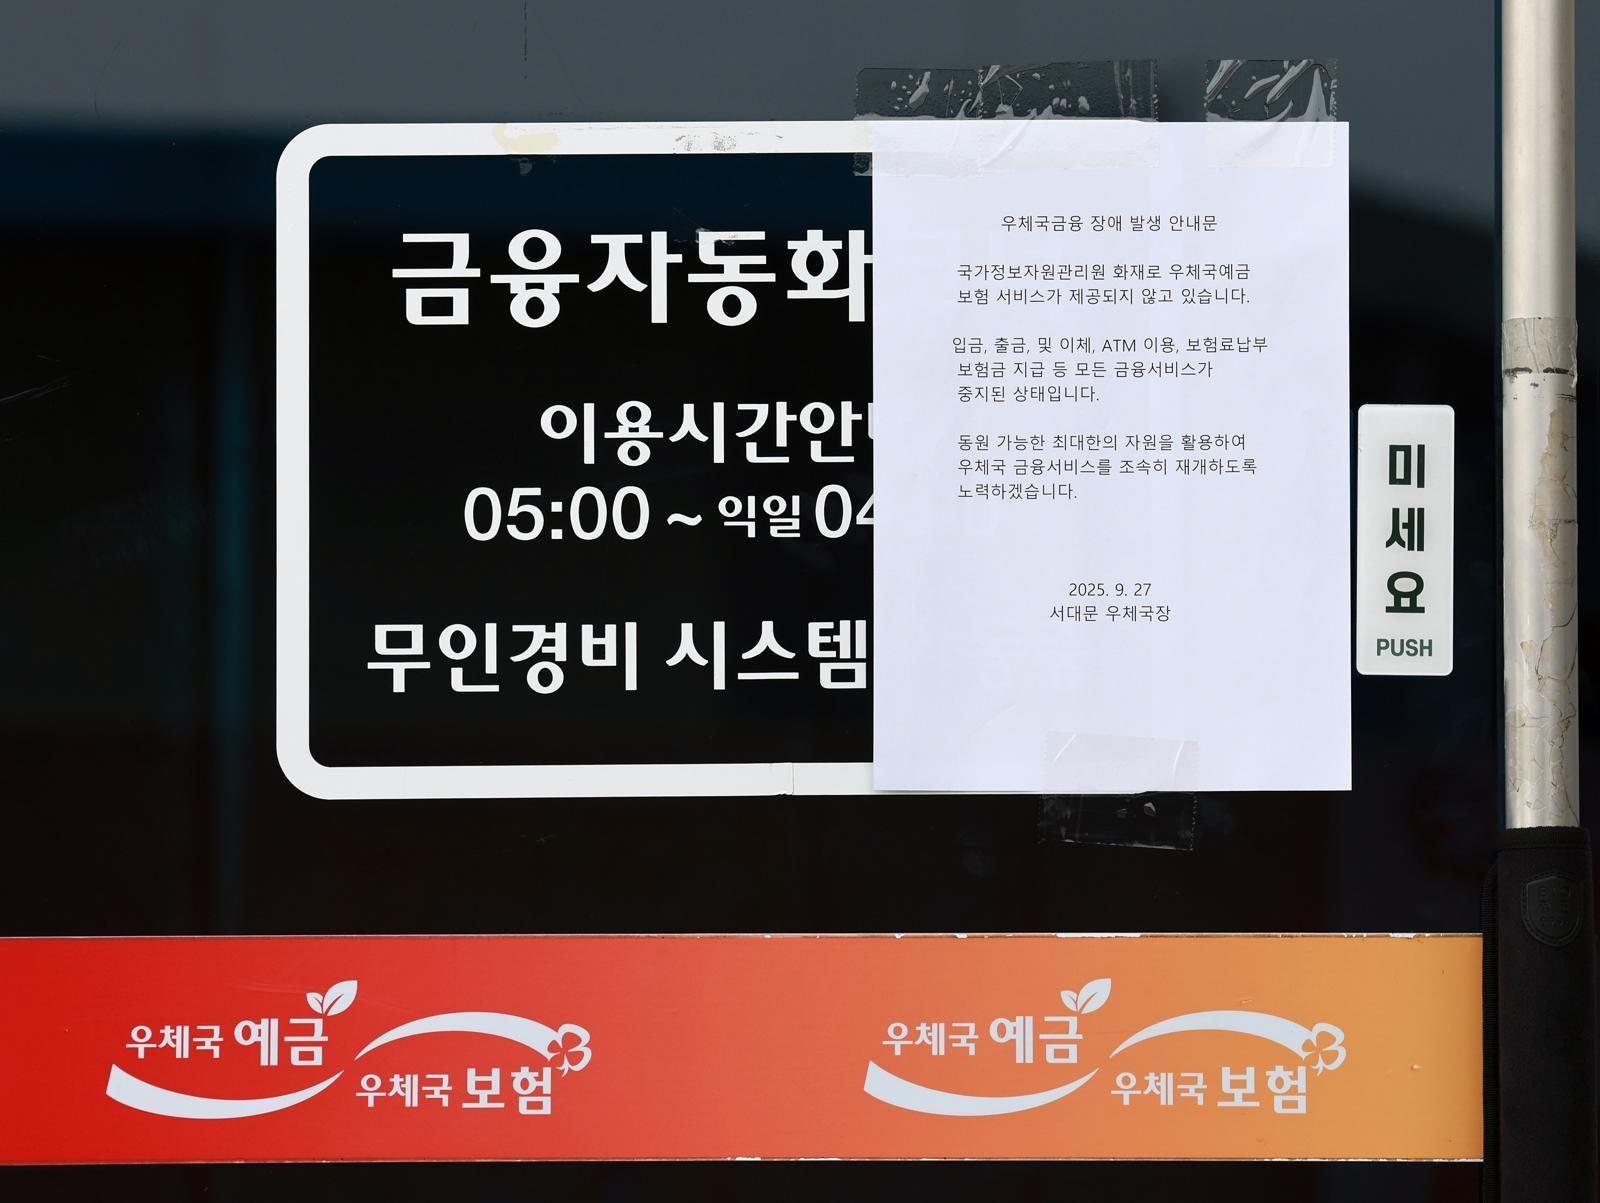 금융자동화
이용시간안
05:00 ~ 익일 04
무인경비 시스템
우체국금융 장애 발생 안내문
국가정보자원관리원 화재로 우체국예금
보험 서비스가 제공되지 않고 있습니다.
입금, 출금, 및 이체, ATM 이용, 보험료납부
보험금 지급 등 모든 금융서비스가
중지된 상태입니다.
동원 가능한 최대한의 자원을 활용하여
우체국 금융서비스를 조속히 재개하도록
노력하겠습니다.
2025. 9. 27
서대문 우체국장
미세요
PUSH
우체국 예금
우체국 보험
우체국 예금
우체국 보험